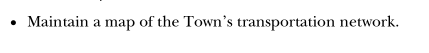 • Maintain a map of the Town’s transportation network.